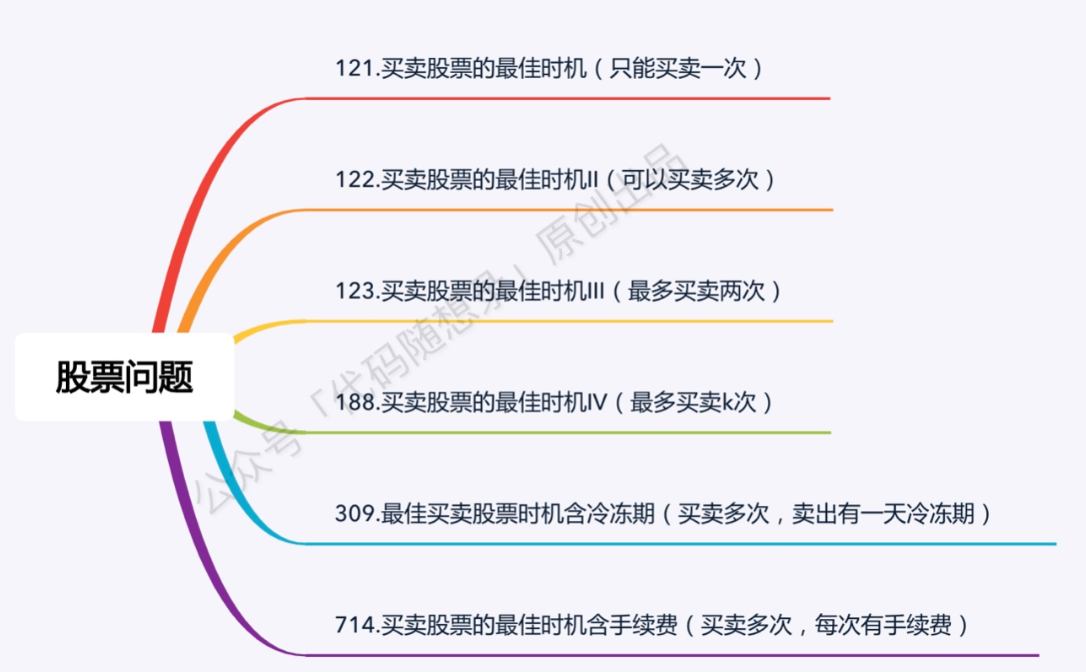 121.买卖股票的最佳时机（只能买卖一次）
122.买卖股票的最佳时机II（可以买卖多次）
123.买卖股票的最佳时机III（最多买卖两次）
股票问题
188.买卖股票的最佳时机IV（最多买卖k次）
309.最佳买卖股票时机含冷冻期（买卖多次，卖出有一天冷冻期）
714.买卖股票的最佳时机含手续费（买卖多次，每次有手续费）
公众号「代码随想录」原创出品